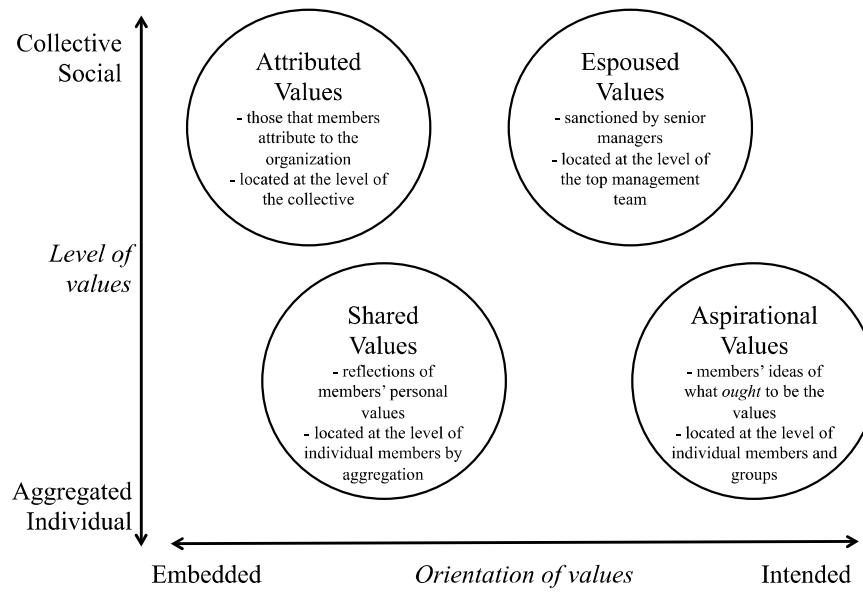 Collective
Social
Attributed
Values
- those that members
attribute to the
organization
- located at the level of
the collective
Espoused
Values
- sanctioned by senior
managers
- located at the level of
the top management
team
Level of
values
Shared
Values
- reflections of
members’ personal
values
- located at the level of
individual members
by aggregation
Aspirational
Values
- members’ ideas of
what ought to be the
values
- located at the level of
individual members and
groups
Aggregated
Individual
Embedded
Orientation of values
Intended